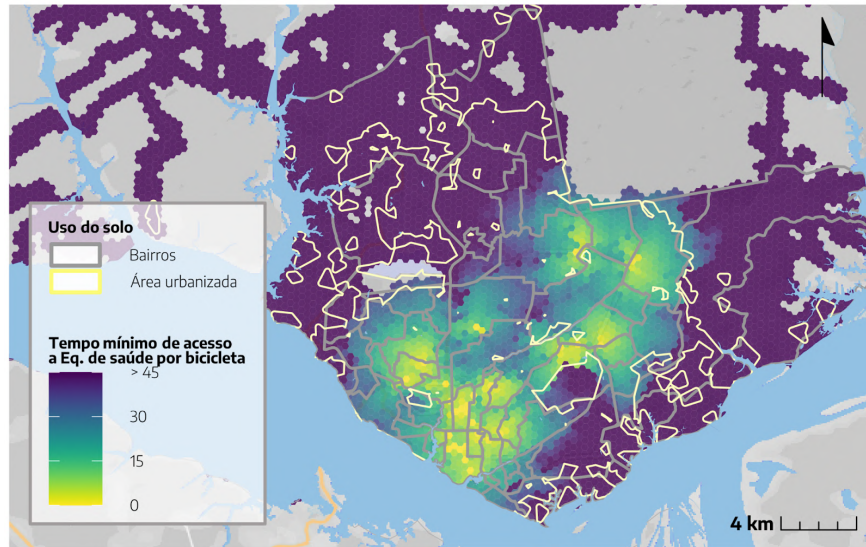 Uso do solo
Bairros
Área urbanizada
Tempo mínimo de acesso
a Eq. de saúde por bicicleta
> 45
30
15
0
4 km